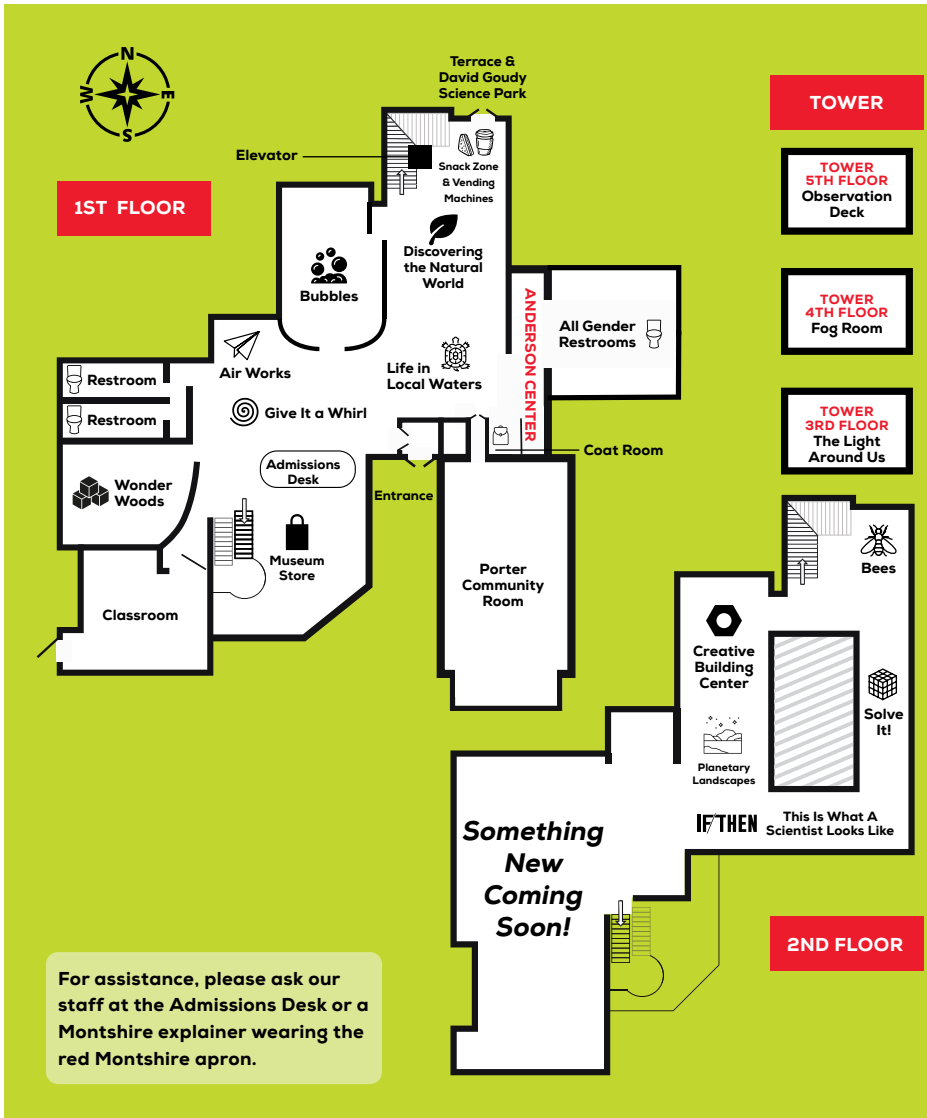 N
W
E
S
Terrace &
David Goudy
Science Park
TOWER
Elevator
Snack Zone
& Vending
Machines
TOWER
5TH FLOOR
Observation
Deck
1ST FLOOR
Discovering
the Natural
World
Bubbles
ANDERSON CENTER
All Gender
Restrooms
TOWER
4TH FLOOR
Fog Room
Air Works
Life in
Local Waters
Restroom
Restroom
Give It a Whirl
TOWER
3RD FLOOR
The Light
Around Us
Coat Room
Admissions
Desk
Entrance
Wonder
Woods
Museum
Store
Porter
Community
Room
Classroom
Bees
Creative
Building
Center
Solve
It!
Planetary
Landscapes
IF/THEN
This Is What A
Scientist Looks Like
Something
New
Coming
Soon!
2ND FLOOR
For assistance, please ask our
staff at the Admissions Desk or a
Montshire explainer wearing the
red Montshire apron.